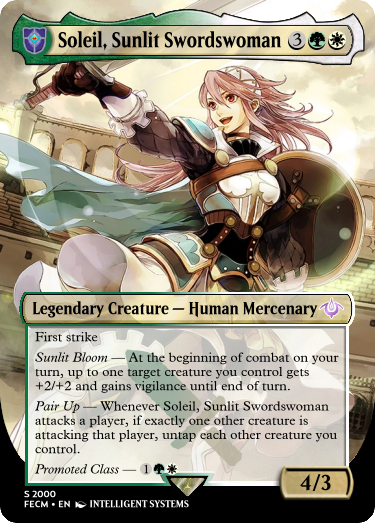 Soleil, Sunlit Swordswoman 3
Legendary Creature — Human Mercenary
First strike
Sunlit Bloom — At the beginning of combat on your
turn, up to one target creature you control gets
+2/+2 and gains vigilance until end of turn.
Pair Up — Whenever Soleil, Sunlit Swordswoman
attacks a player, if exactly one other creature is
attacking that player, untap each other creature you
control.
Promoted Class — 1
4/3
S 2000
FECM • EN INTELLIGENT SYSTEMS